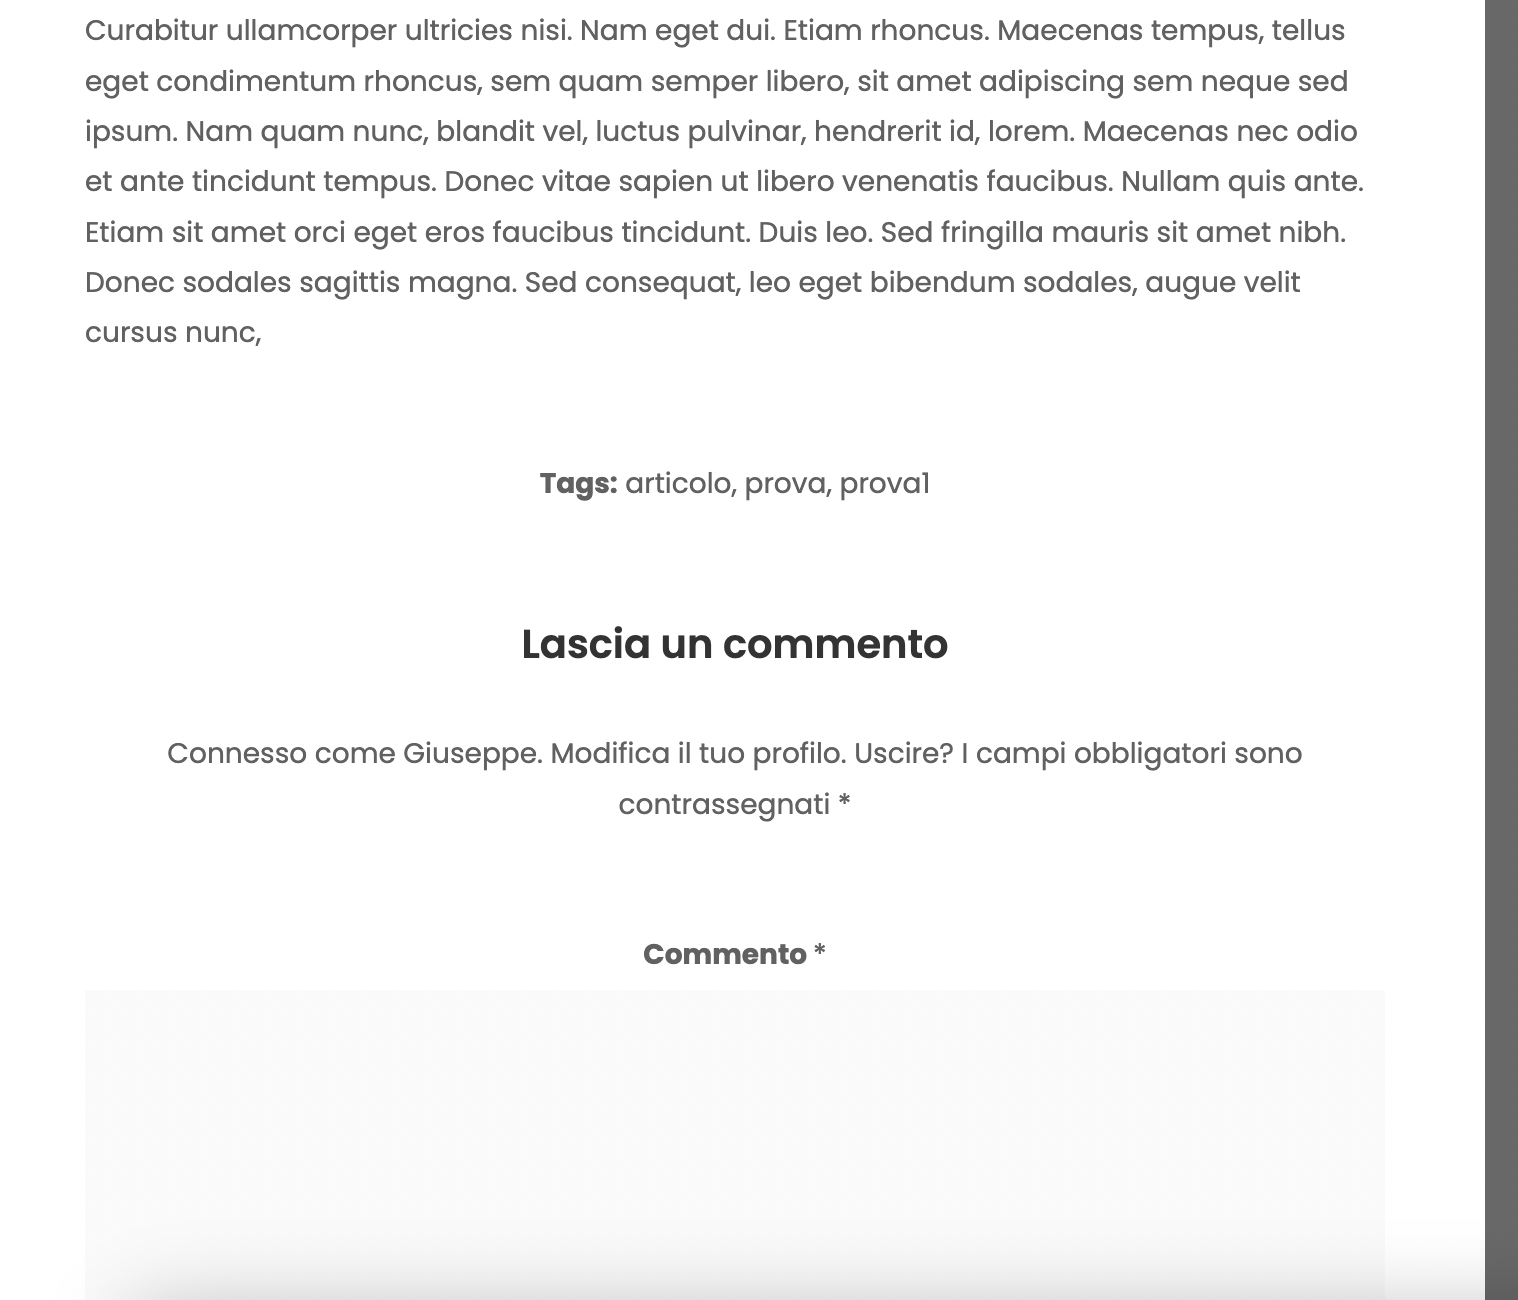 Curabitur ullamcorper ultricies nisi. Nam eget dui. Etiam rhoncus. Maecenas tempus, tellus
eget condimentum rhoncus, sem quam semper libero, sit amet adipiscing sem neque sed
ipsum. Nam quam nunc, blandit vel, luctus pulvinar, hendrerit id, lorem. Maecenas nec odio
et ante tincidunt tempus. Donec vitae sapien ut libero venenatis faucibus. Nullam quis ante.
Etiam sit amet orci eget eros faucibus tincidunt. Duis leo. Sed fringilla mauris sit amet nibh.
Donec sodales sagittis magna. Sed consequat, leo eget bibendum sodales, augue velit
cursus nunc,
Tags: articolo, prova, prova1
Lascia un commento
Connesso come Giuseppe. Modifica il tuo profilo. Uscire? I campi obbligatori sono
contrassegnati *
Commento *